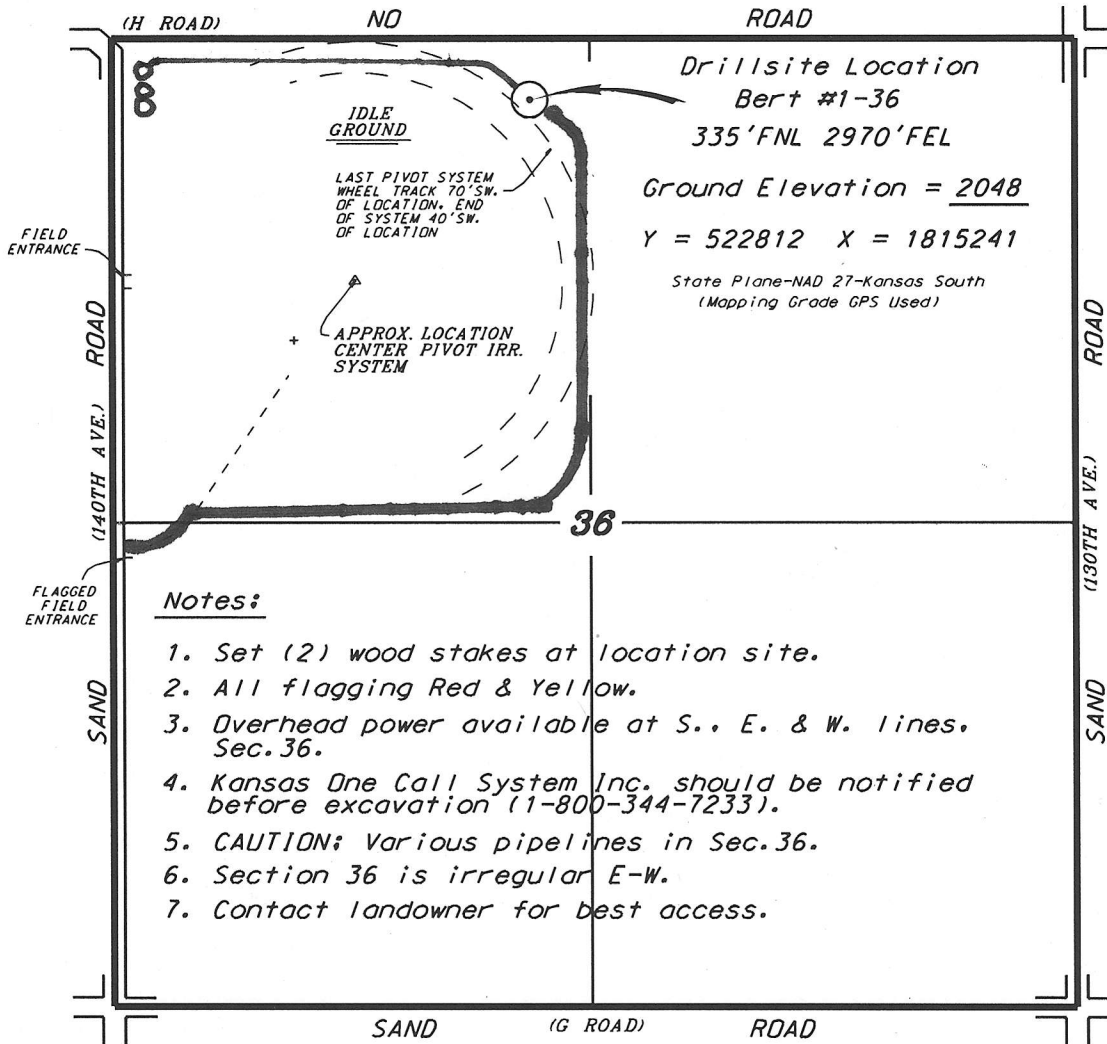 (H ROAD) NO ROAD
Drillsite Location
Bert #1-36
335'FNL 2970'FEL
Ground Elevation = 2048
Y = 522812 X = 1815241
State Plane-NAD 27-Kansas South
(Mapping Grade GPS Used)
IDLE
GROUND
LAST PIVOT SYSTEM
WHEEL TRACK 70'SW.
OF LOCATION. END
OF SYSTEM 40'SW.
OF LOCATION
FIELD
ENTRANCE
APPROX. LOCATION
CENTER PIVOT IRR.
SYSTEM
SAND (140TH AVE.) ROAD
SAND (130TH AVE.) ROAD
36
FLAGGED
FIELD
ENTRANCE
Notes:
1. Set (2) wood stakes at location site.
2. All flagging Red & Yellow.
3. Overhead power available at S., E. & W. lines,
Sec.36.
4. Kansas One Call System Inc. should be notified
before excavation (1-800-344-7233).
5. CAUTION: Various pipelines in Sec.36.
6. Section 36 is irregular E-W.
7. Contact landowner for best access.
SAND (G ROAD) ROAD